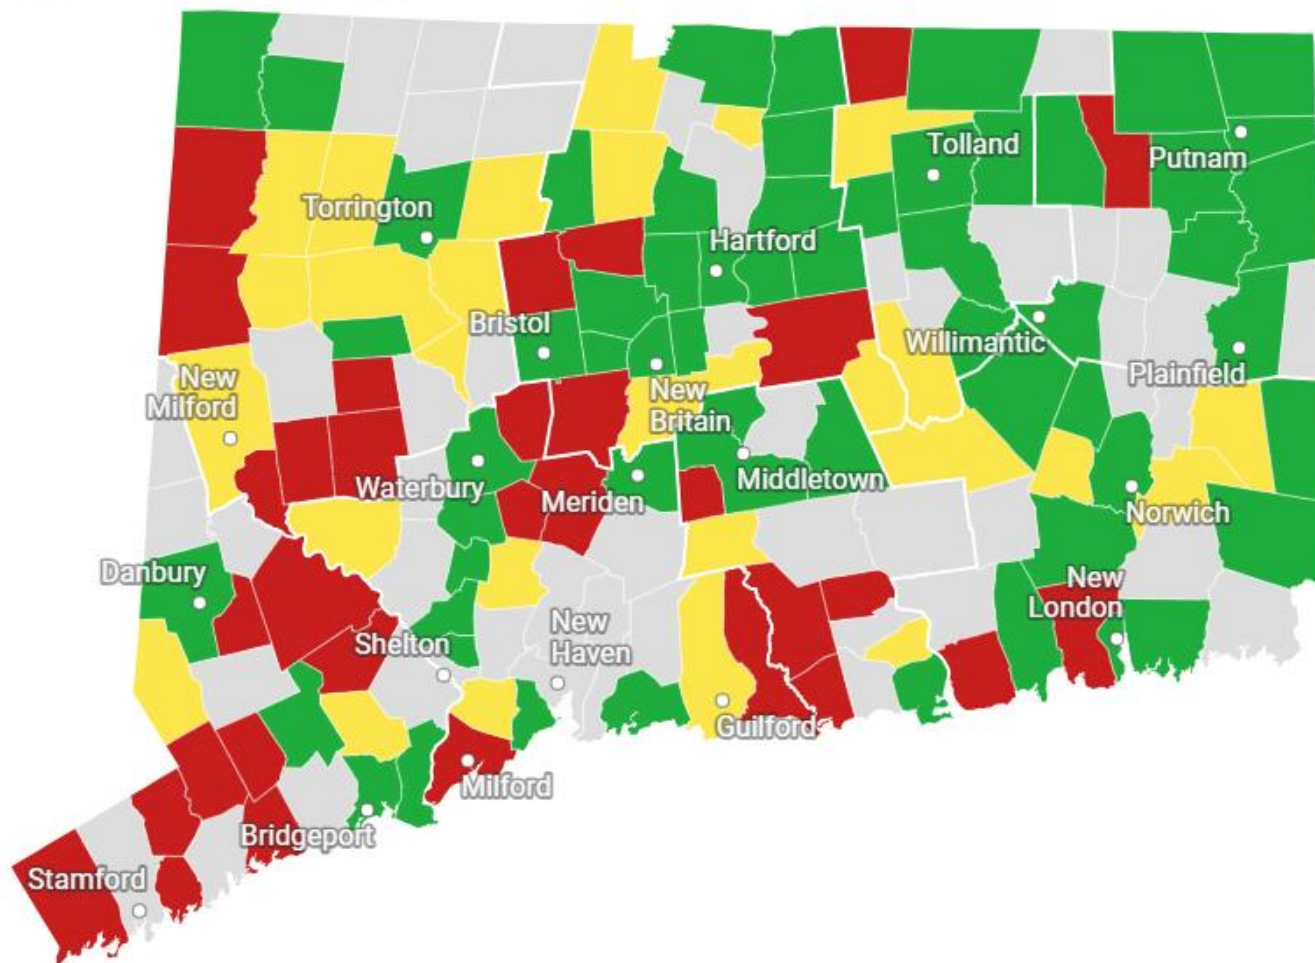 Tolland
Putnam
Torrington
Hartford
Bristol
Willimantic
New
Milford
Plainfield
New
Britain
Waterbury
Meriden
Middletown
Norwich
Danbury
New
London
Shelton
New
Haven
Guilford
Milford
Bridgeport
Stamford